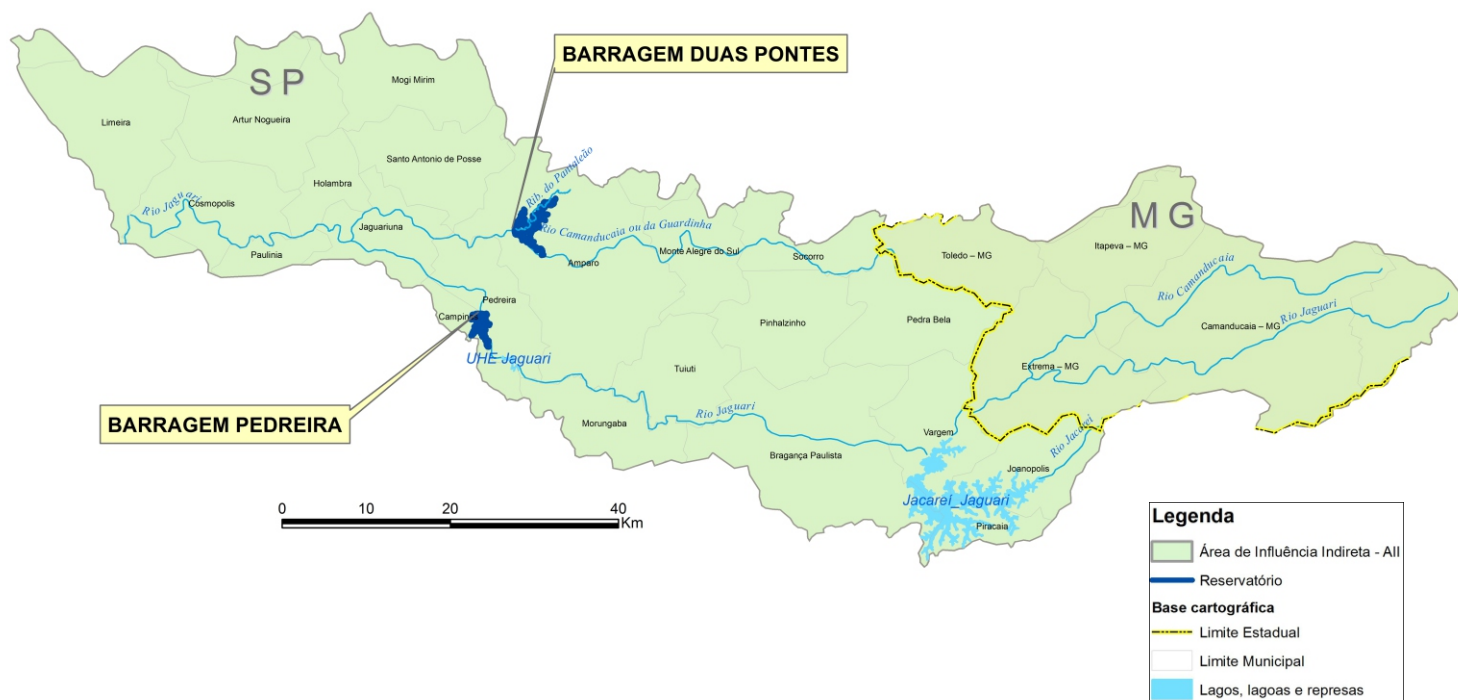 BARRAGEM DUAS PONTES
SP
Mogi Mirim
MG
Limeira
Artur Nogueira
Santo Antonio de Posse
Rib. do Pantaleão
Holambra
Rio Jaguari
Cosmopolis
Jaguariuna
Rio Camanducaia ou da Guardinha
Itapeva – MG
Paulinia
Amparo
Monte Alegre do Sul
Socorro
Toledo – MG
Rio Camanducaia
Pedreira
Campinas
Pinhalzinho
Pedra Bela
Camanducaia – MG
Rio Jaguari
UHE Jaguari
Tuiuti
Extrema – MG
BARRAGEM PEDREIRA
Morungaba
Rio Jaguari
Vargem
Rio Jacareí
Bragança Paulista
Joanopolis
Jacareí_Jaguari
Piracaia
0 10 20 40
Km
Legenda
Área de Influência Indireta - AII
Reservatório
Base cartográfica
Limite Estadual
Limite Municipal
Lagos, lagoas e represas